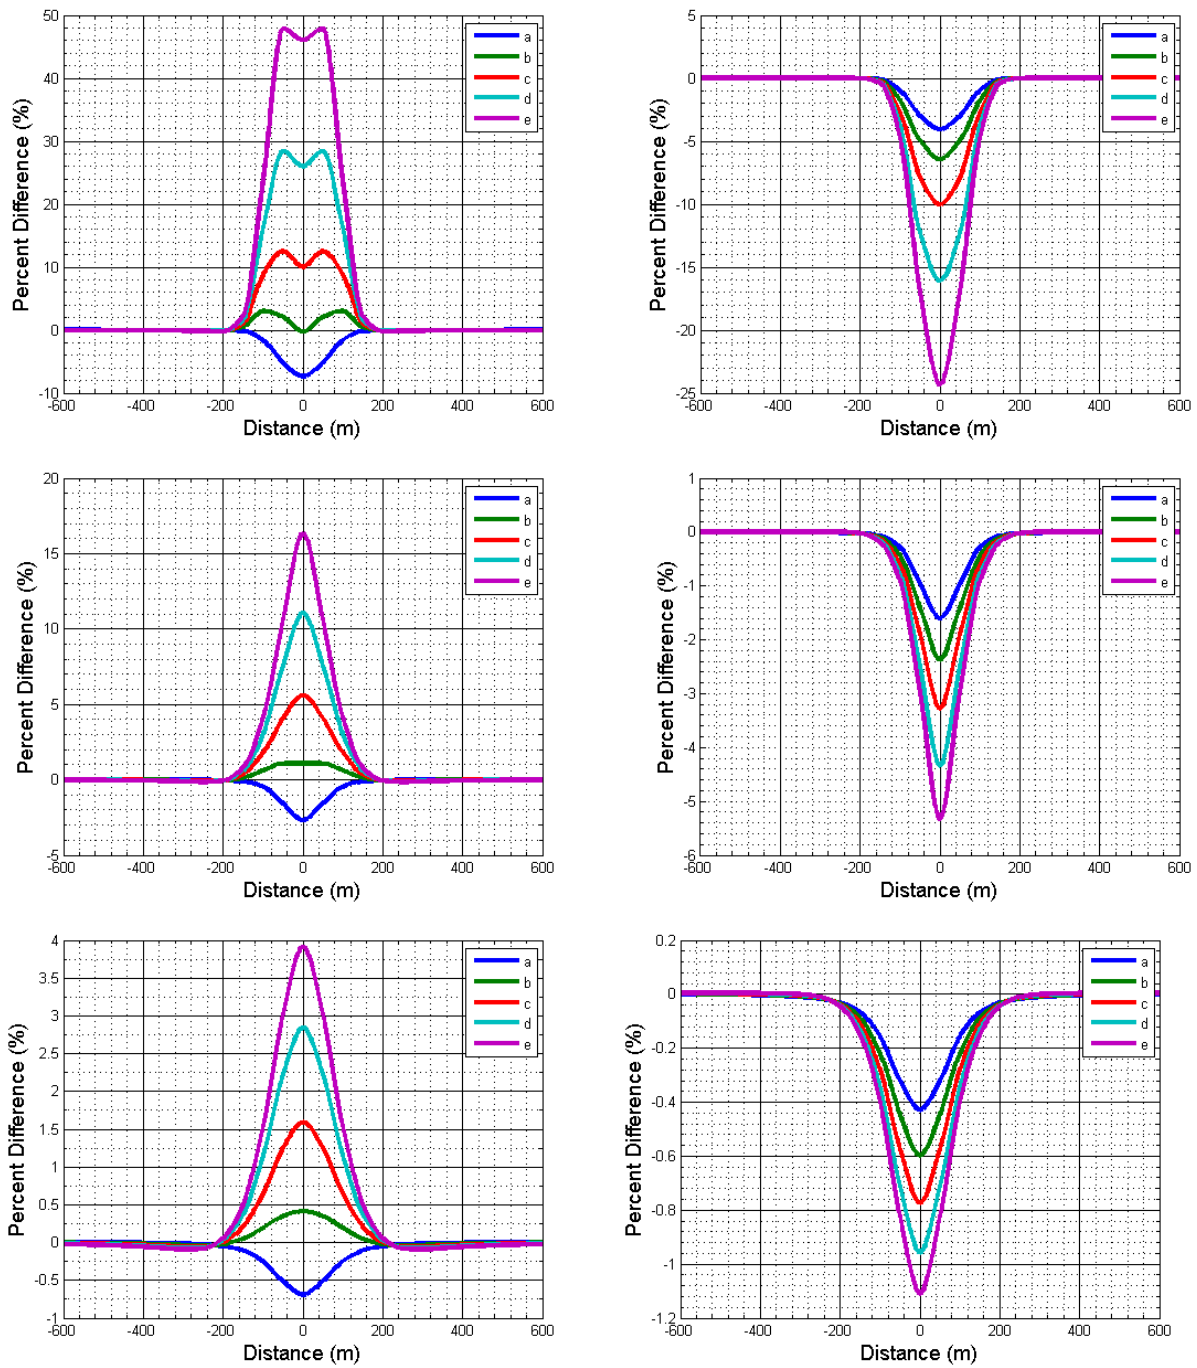 50
40
30
20
10
0
-10
Percent Difference (%)
-600 -400 -200 0 200 400 600
Distance (m)
a
b
c
d
e
5
0
-5
-10
-15
-20
-25
Percent Difference (%)
-600 -400 -200 0 200 400 600
Distance (m)
a
b
c
d
e
20
15
10
5
0
-5
Percent Difference (%)
-600 -400 -200 0 200 400 600
Distance (m)
a
b
c
d
e
1
0
-1
-2
-3
-4
-5
-6
Percent Difference (%)
-600 -400 -200 0 200 400 600
Distance (m)
a
b
c
d
e
4
3.5
3
2.5
2
1.5
1
0.5
0
-0.5
-1
Percent Difference (%)
-600 -400 -200 0 200 400 600
Distance (m)
a
b
c
d
e
0.2
0
-0.2
-0.4
-0.6
-0.8
-1
-1.2
Percent Difference (%)
-600 -400 -200 0 200 400 600
Distance (m)
a
b
c
d
e